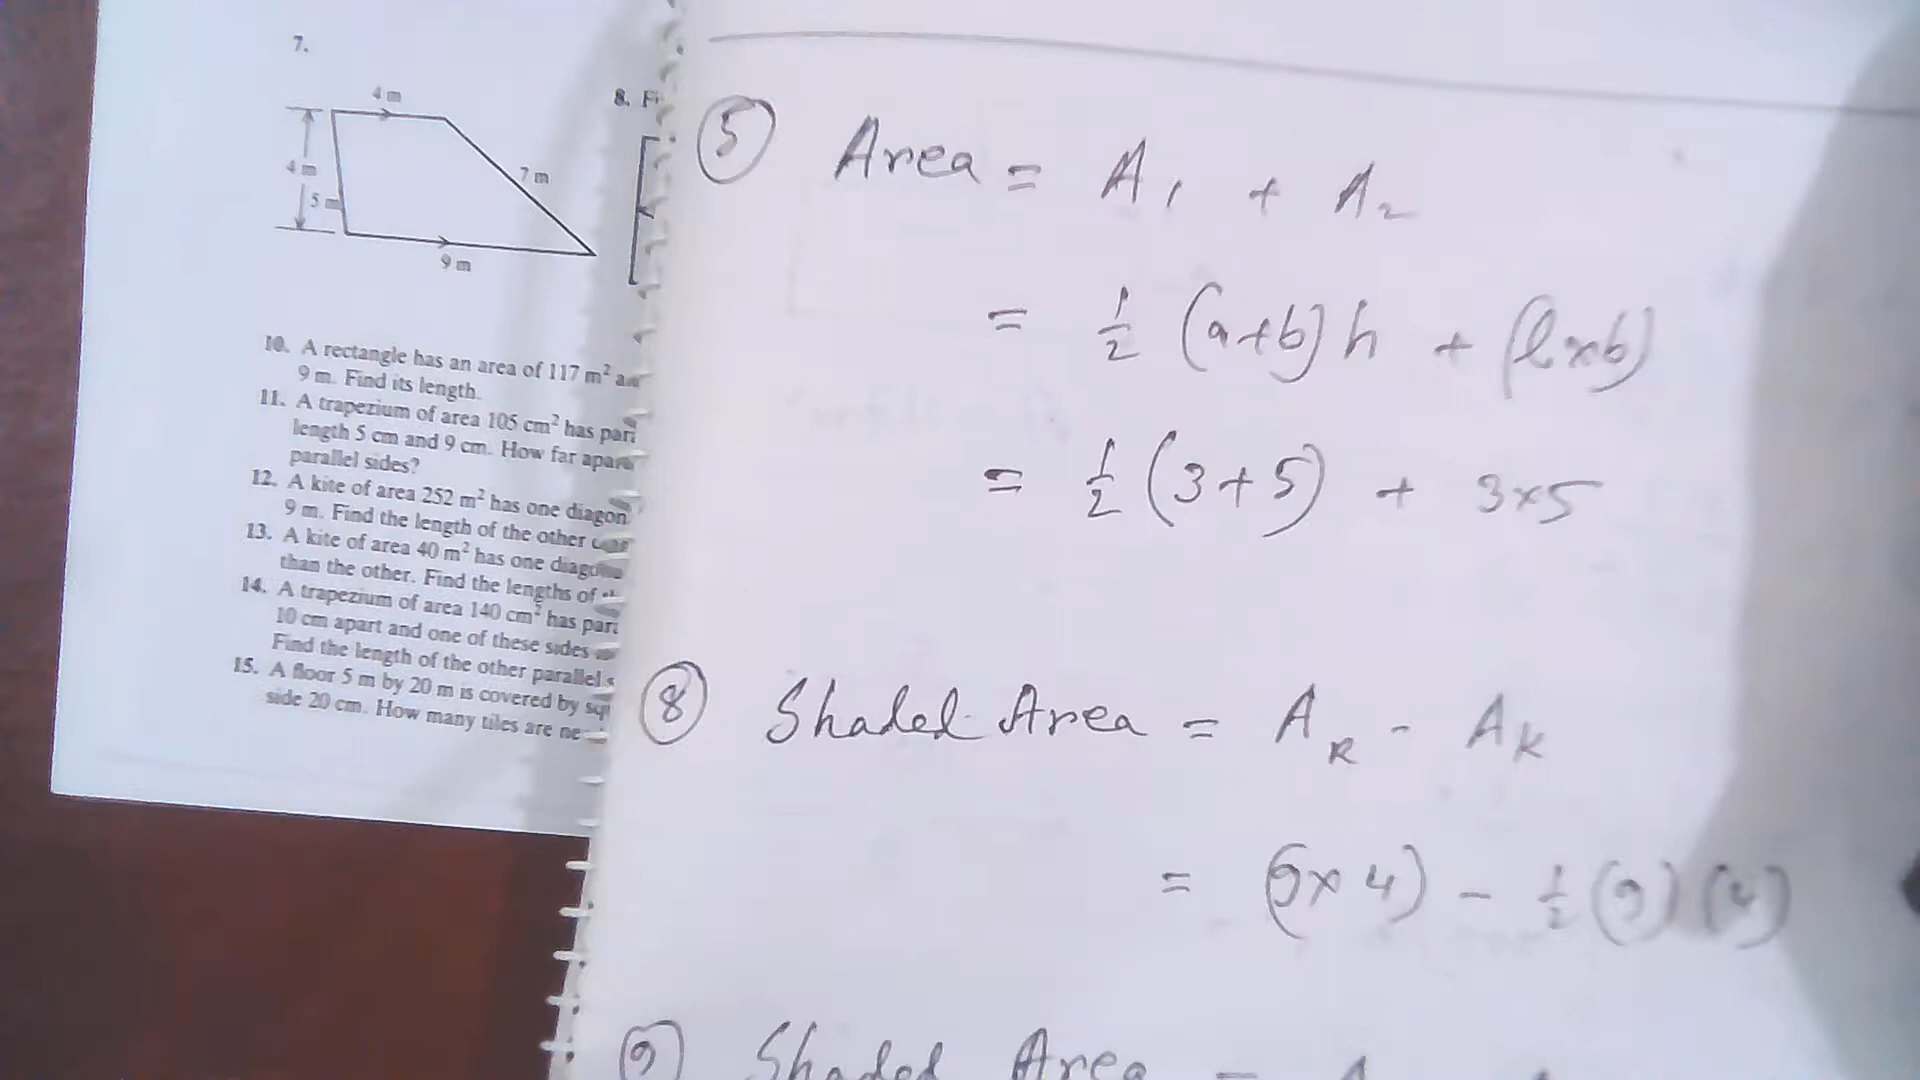 7.
4 m
4 m
5 m
7 m
9 m
8.
10. A rectangle has an area of 117 m²
9 m. Find its length.
11. A trapezium of area 105 cm² has
length 5 cm and 9 cm. How far
parallel sides?
12. A kite of area 252 m² has one
9 m. Find the length of the other
13. A kite of area 40 m² has one
than the other. Find the lengths of
14. A trapezium of area 140 cm² has
10 cm apart and one of these sides
Find the length of the other parallel
15. A floor 5 m by 20 m is covered by
side 20 cm. How many tiles are
5 Area = A₁ + A₂
= 1/2 (a+b) h + (l×b)
= 1/2 (3+5) + 3×5
8 Shaded Area = A_R - A_K
= (9×4) - 1/2 (9) (4)
9 Shaded Area =